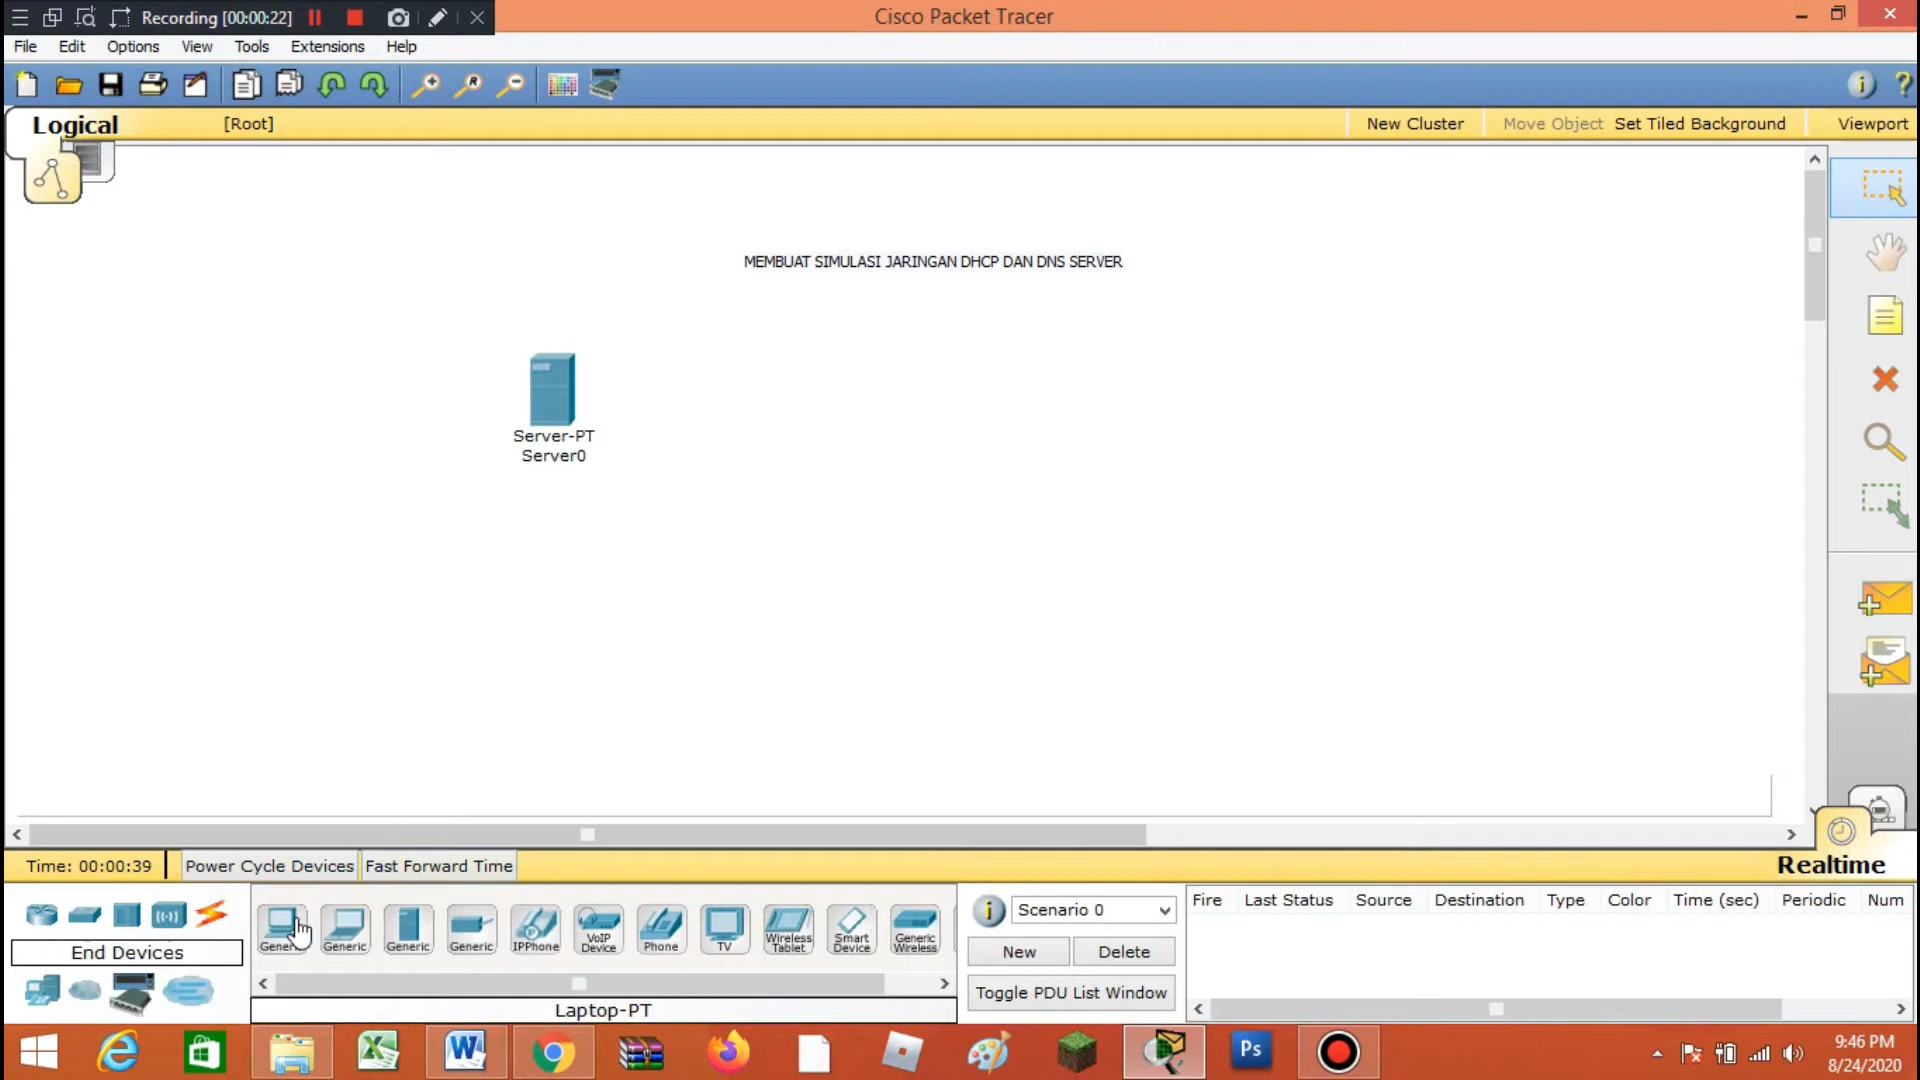 Recording [00:00:22]
Cisco Packet Tracer
File Edit Options View Tools Extensions Help
Logical [Root] New Cluster Move Object Set Tiled Background Viewport
MEMBUAT SIMULASI JARINGAN DHCP DAN DNS SERVER
Server-PT
Server0
Time: 00:00:39 Power Cycle Devices Fast Forward Time Realtime
End Devices
Generic Generic Generic Generic IPPhone VoIP Device Phone TV Wireless Tablet Smart Device Generic Wireless
Laptop-PT
Scenario 0
New Delete
Toggle PDU List Window
Fire Last Status Source Destination Type Color Time (sec) Periodic Num
Ps
9:46 PM
8/24/2020